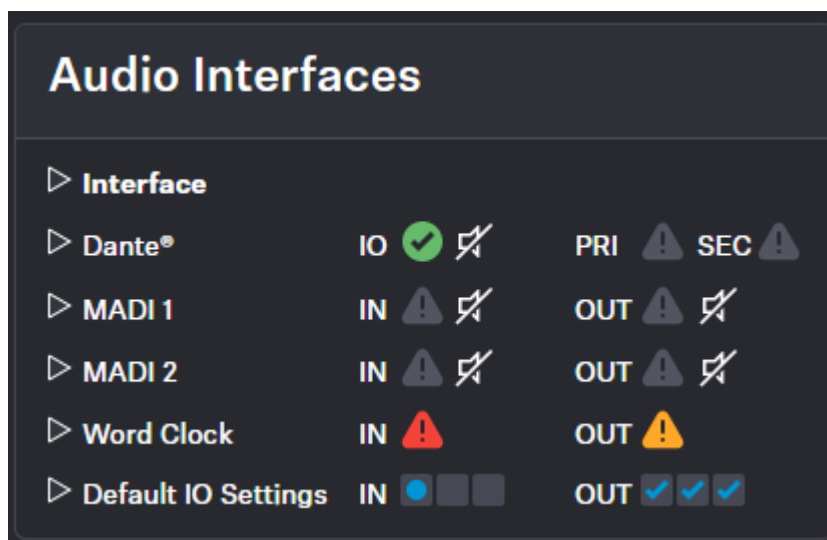 Audio Interfaces
Interface
Dante® IO PRI SEC
MADI 1 IN OUT
MADI 2 IN OUT
Word Clock IN OUT
Default IO Settings IN OUT